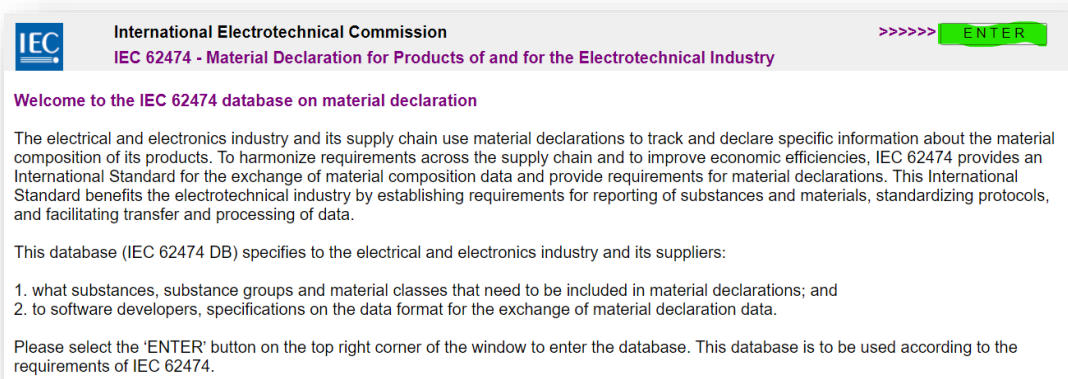 IEC
International Electrotechnical Commission
>>>>>> ENTER
IEC 62474 - Material Declaration for Products of and for the Electrotechnical Industry
Welcome to the IEC 62474 database on material declaration
The electrical and electronics industry and its supply chain use material declarations to track and declare specific information about the material
composition of its products. To harmonize requirements across the supply chain and to improve economic efficiencies, IEC 62474 provides an
International Standard for the exchange of material composition data and provide requirements for material declarations. This International
Standard benefits the electrotechnical industry by establishing requirements for reporting of substances and materials, standardizing protocols,
and facilitating transfer and processing of data.
This database (IEC 62474 DB) specifies to the electrical and electronics industry and its suppliers:
1. what substances, substance groups and material classes that need to be included in material declarations; and
2. to software developers, specifications on the data format for the exchange of material declaration data.
Please select the ‘ENTER’ button on the top right corner of the window to enter the database. This database is to be used according to the
requirements of IEC 62474.